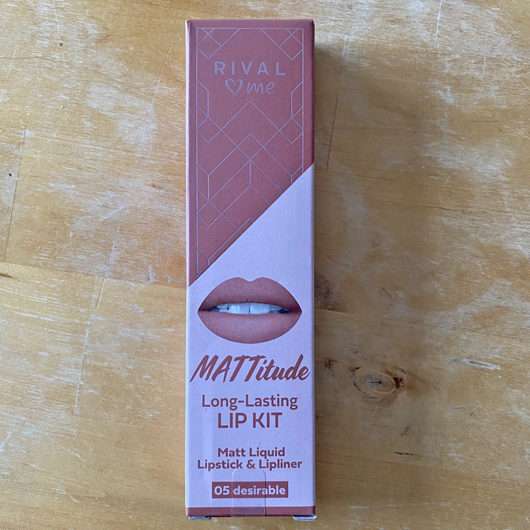 RIVAL
♡me
MATTitude
Long-Lasting
LIP KIT
Matt Liquid
Lipstick & Lipliner
05 desirable